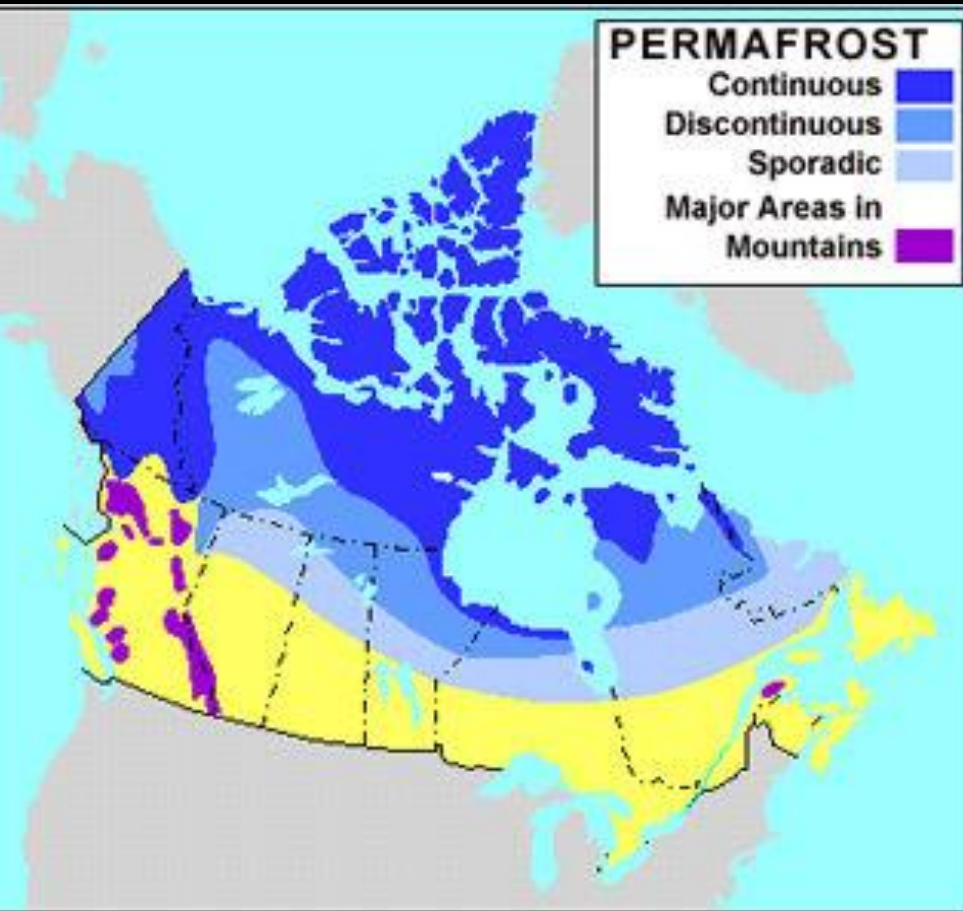 PERMAFROST
Continuous
Discontinuous
Sporadic
Major Areas in
Mountains